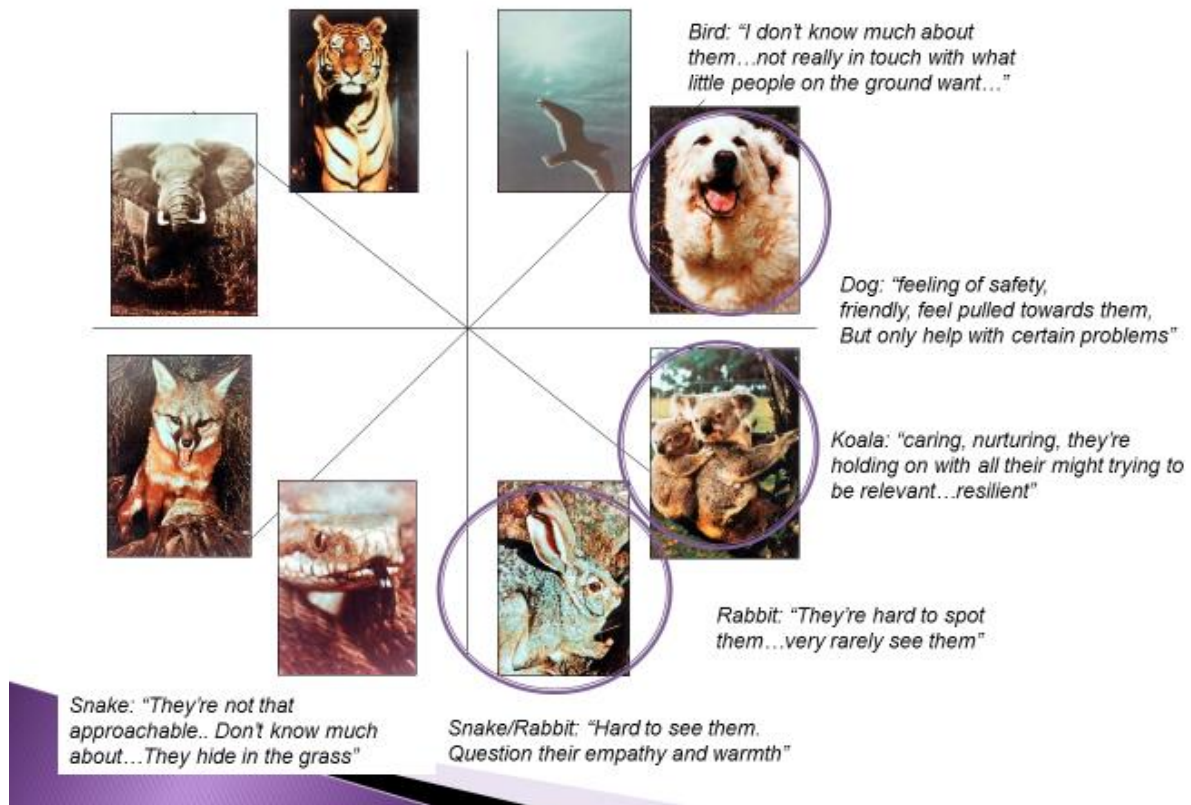 Bird: “I don’t know much about
them…not really in touch with what
little people on the ground want…”
Dog: “feeling of safety,
friendly, feel pulled towards them,
But only help with certain problems”
Koala: “caring, nurturing, they’re
holding on with all their might trying to
be relevant…resilient”
Rabbit: “They’re hard to spot
them…very rarely see them”
Snake: “They’re not that
approachable.. Don’t know much
about…They hide in the grass”
Snake/Rabbit: “Hard to see them.
Question their empathy and warmth”